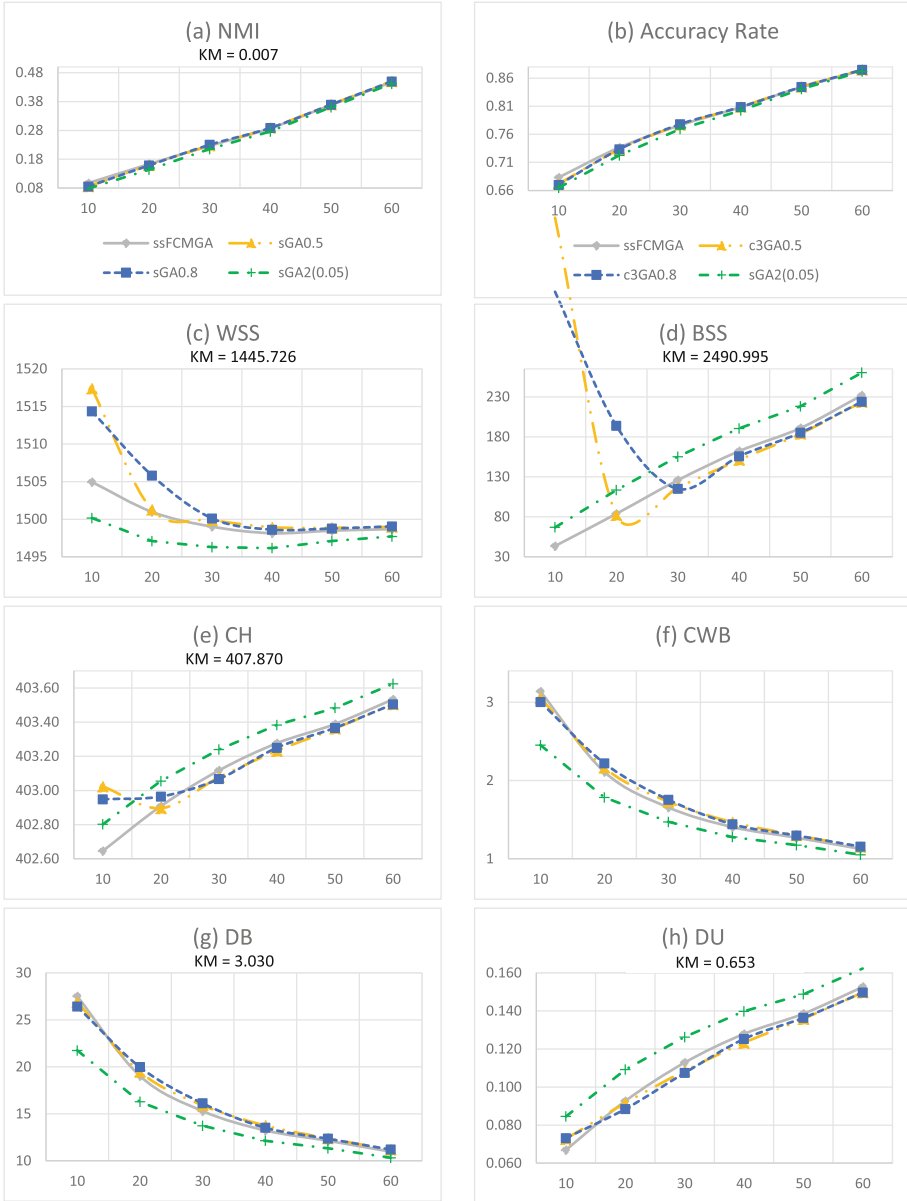 (a) NMI
KM = 0.007
0.48
0.38
0.28
0.18
0.08
10 20 30 40 50 60
ssFCMGA sGA0.5
sGA0.8 sGA2(0.05)
(b) Accuracy Rate
0.86
0.81
0.76
0.71
0.66
10 20 30 40 50 60
ssFCMGA c3GA0.5
c3GA0.8 sGA2(0.05)
(c) WSS
KM = 1445.726
1520
1515
1510
1505
1500
1495
10 20 30 40 50 60
(d) BSS
KM = 2490.995
230
180
130
80
30
10 20 30 40 50 60
(e) CH
KM = 407.870
403.60
403.40
403.20
403.00
402.80
402.60
10 20 30 40 50 60
(f) CWB
3
2
1
10 20 30 40 50 60
(g) DB
KM = 3.030
30
25
20
15
10
10 20 30 40 50 60
(h) DU
KM = 0.653
0.160
0.140
0.120
0.100
0.080
0.060
10 20 30 40 50 60